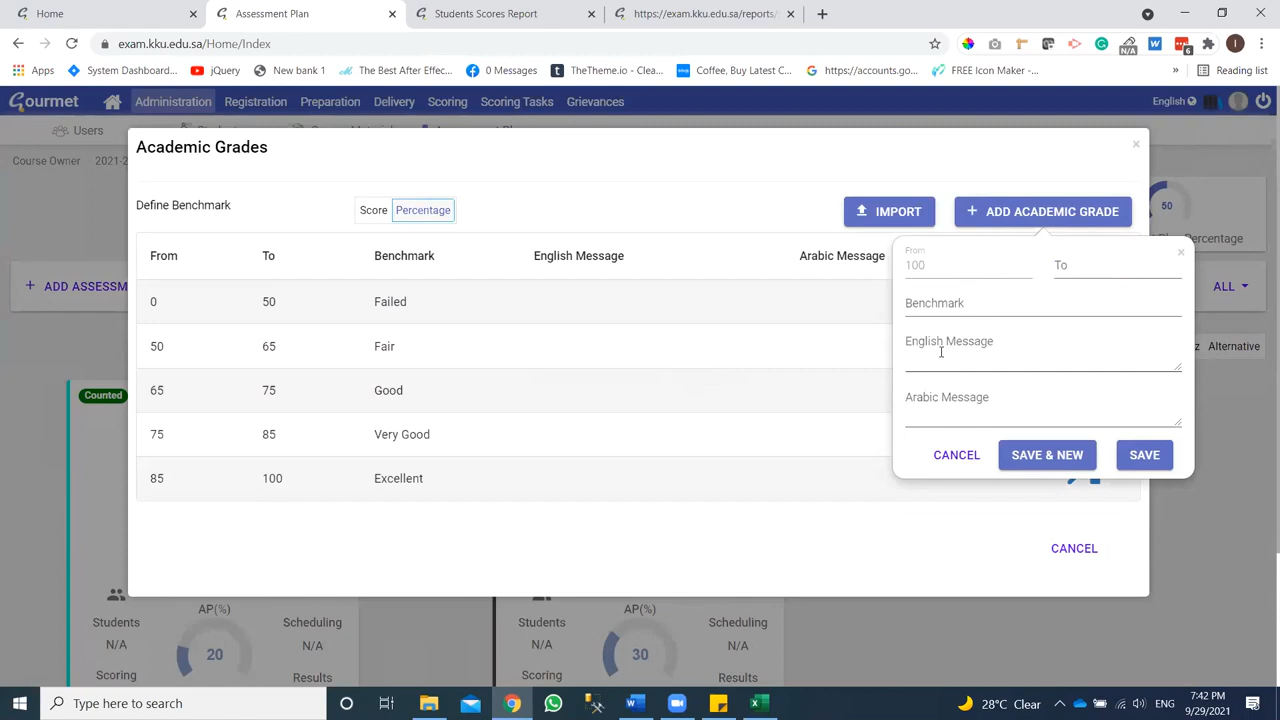 Home
Assessment Plan
Students Scores Report
https://exam.kku.edu.sa/reports/
exam.kku.edu.sa/Home/Index
N/A
6
I
Apps
System Dashboard...
jQuery
New bank 1
The Best After Effec...
0 Messages
TheTheme.io - Clea...
Coffee, Buy Latest C...
https://accounts.go...
FREE Icon Maker -...
»
Reading list
Gourmet
Administration
Registration
Preparation
Delivery
Scoring
Scoring Tasks
Grievances
English
Users
Course Owner
2021-2
Academic Grades
×
Define Benchmark
Score
Percentage
IMPORT
+ ADD ACADEMIC GRADE
50
Percentage
From
To
Benchmark
English Message
Arabic Message
0
50
Failed
50
65
Fair
65
75
Good
75
85
Very Good
85
100
Excellent
From
100
To
×
Benchmark
English Message
Arabic Message
CANCEL
SAVE & NEW
SAVE
CANCEL
+ ADD ASSESSM
ALL
Alternative
Counted
Students
N/A
Scoring
AP(%)
20
Scheduling
N/A
Results
Students
N/A
Scoring
AP(%)
30
Scheduling
N/A
Results
Type here to search
28°C Clear
ENG
7:42 PM
9/29/2021